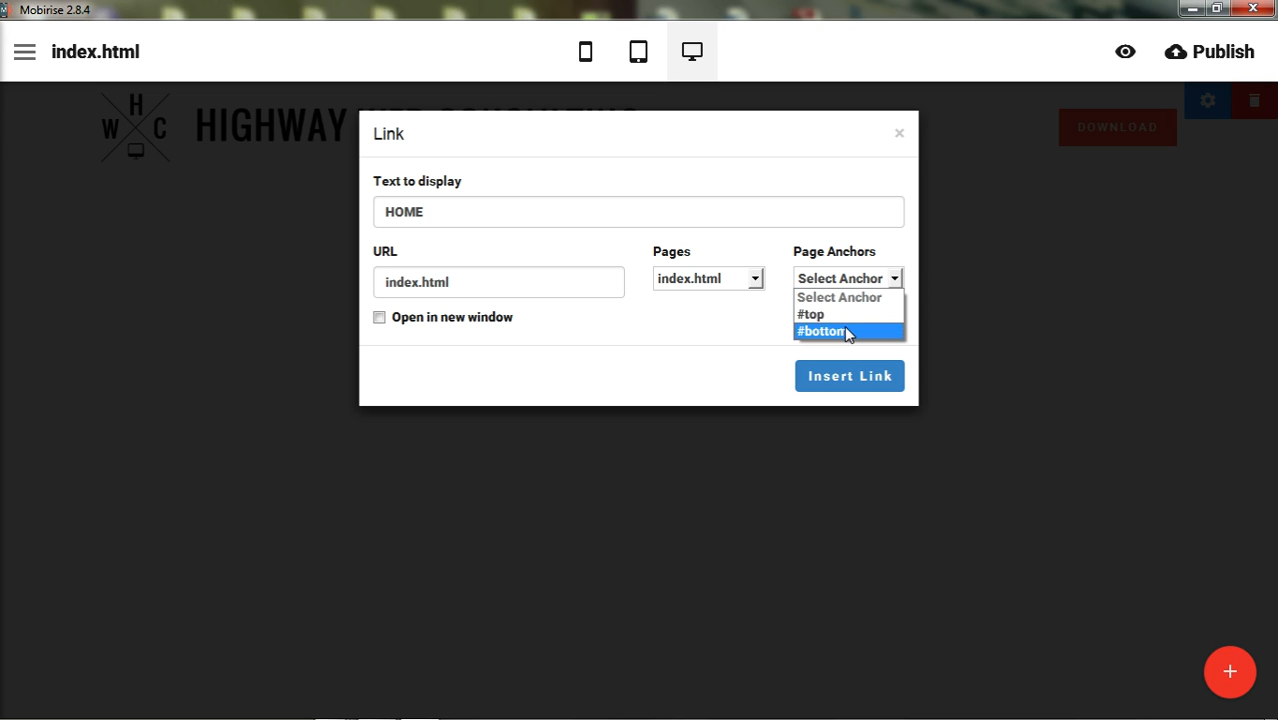 Mobirise 2.8.4
index.html
Publish
H
W C
HIGHWAY
DOWNLOAD
Link
×
Text to display
HOME
URL
Pages
Page Anchors
index.html
index.html
Select Anchor
Select Anchor
#top
#bottom
Open in new window
Insert Link
+